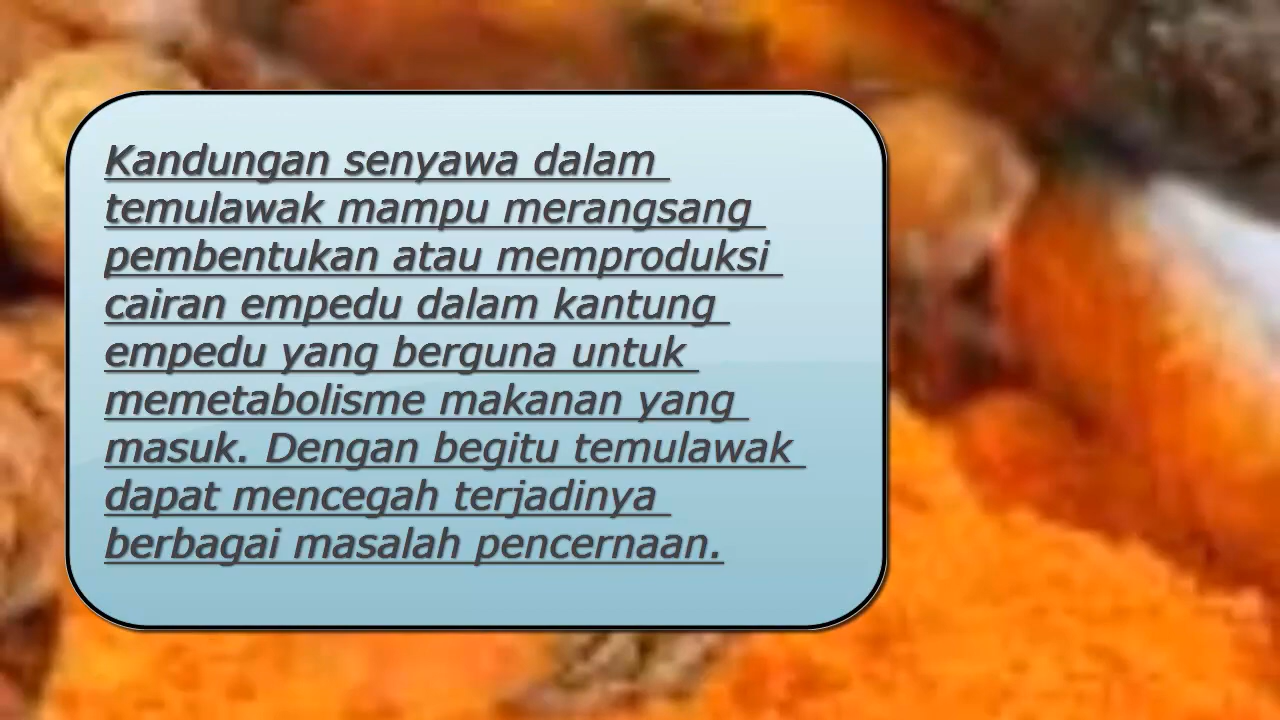 Kandungan senyawa dalam
temulawak mampu merangsang
pembentukan atau memproduksi
cairan empedu dalam kantung
empedu yang berguna untuk
memetabolisme makanan yang
masuk. Dengan begitu temulawak
dapat mencegah terjadinya
berbagai masalah pencernaan.